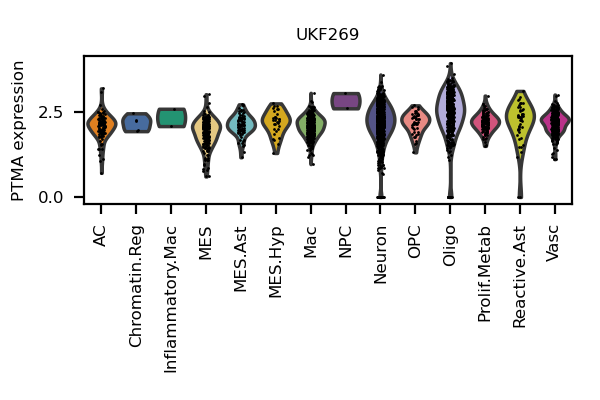 UKF269
PTMA expression
2.5
0.0
AC
Chromatin.Reg
Inflammatory.Mac
MES
MES.Ast
MES.Hyp
Mac
NPC
Neuron
OPC
Oligo
Prolif.Metab
Reactive.Ast
Vasc